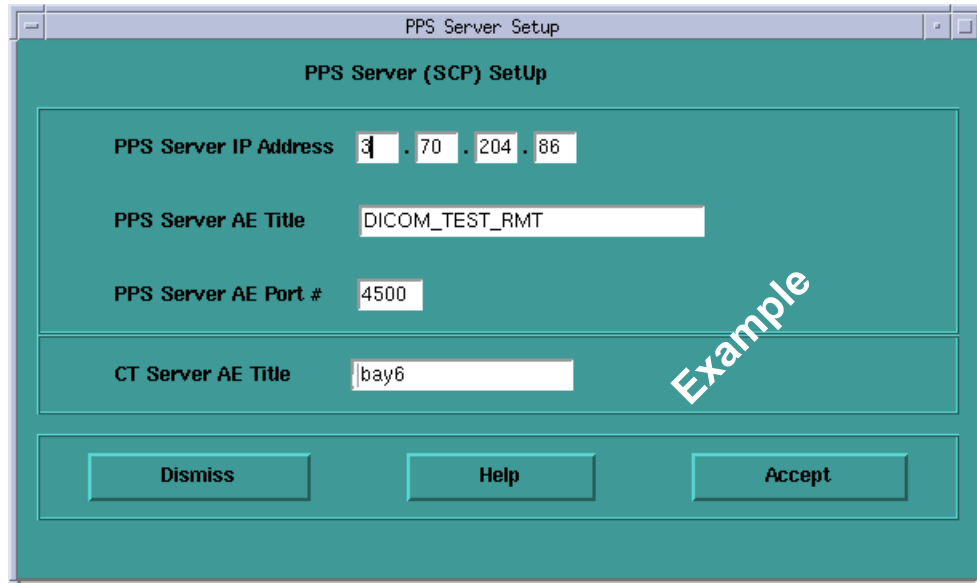 PPS Server Setup
PPS Server (SCP) SetUp
PPS Server IP Address 3 . 70 . 204 . 86
PPS Server AE Title DICOM_TEST_RMT
PPS Server AE Port # 4500
Example
CT Server AE Title bay6
Dismiss Help Accept